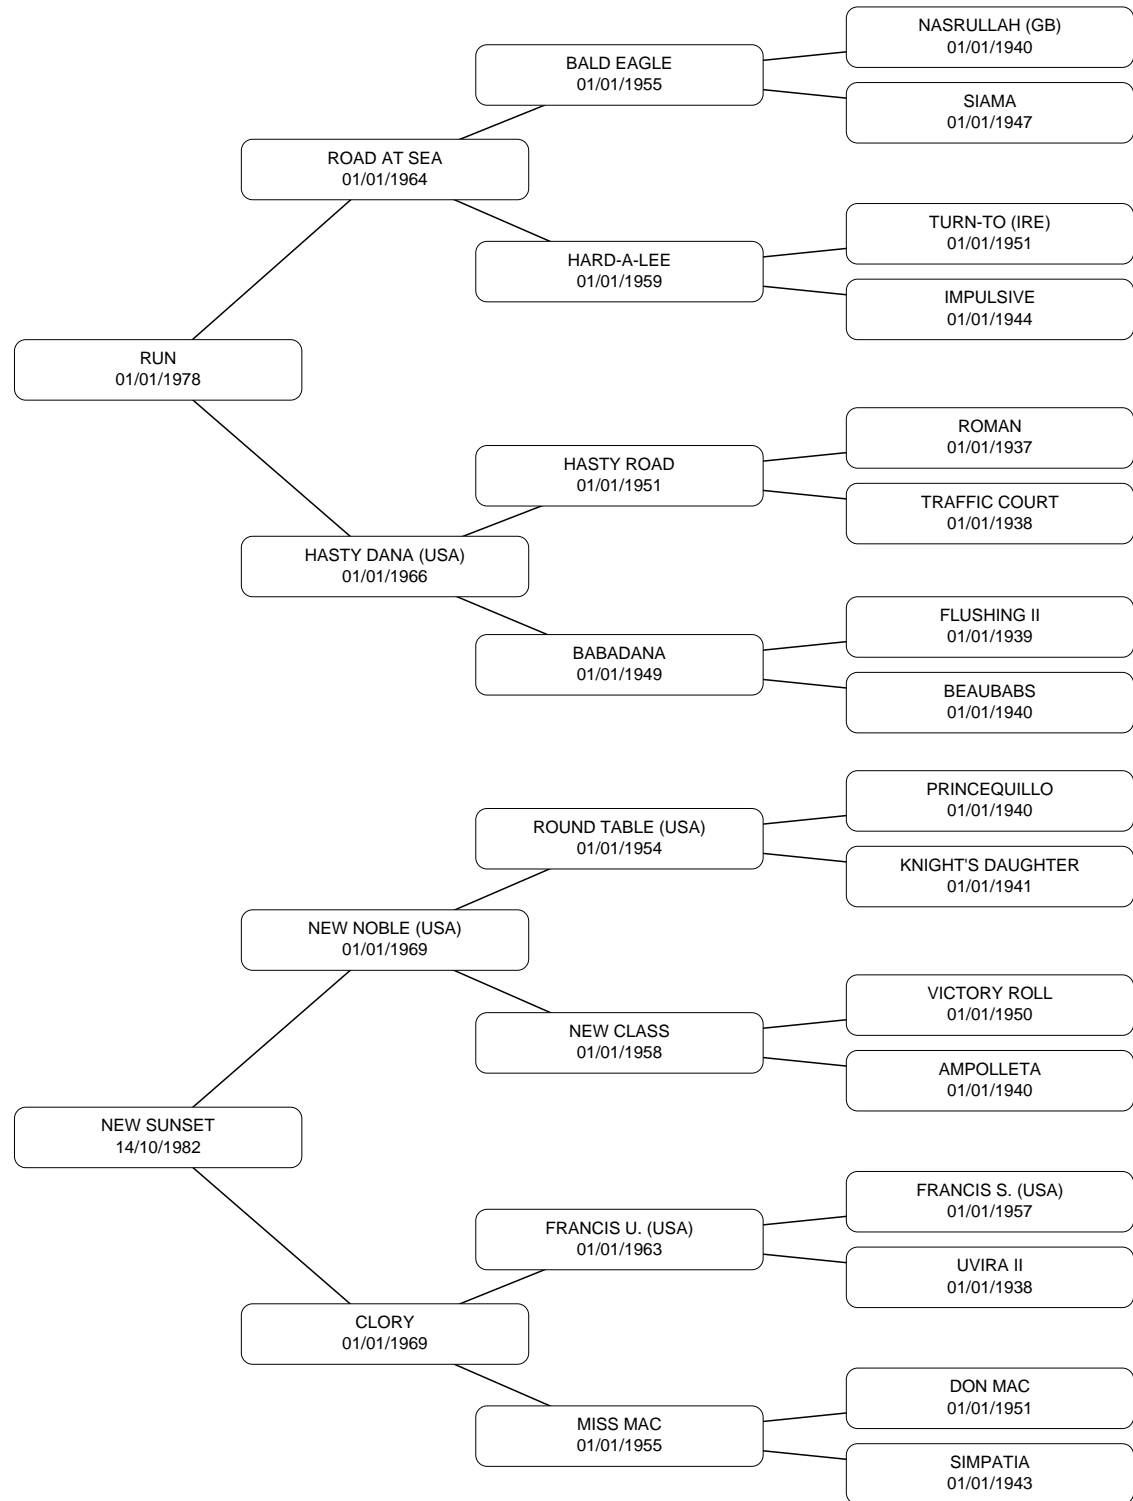 NASRULLAH (GB)
01/01/1940
BALD EAGLE
01/01/1955
SIAMA
01/01/1947
ROAD AT SEA
01/01/1964
TURN-TO (IRE)
01/01/1951
HARD-A-LEE
01/01/1959
IMPULSIVE
01/01/1944
RUN
01/01/1978
ROMAN
01/01/1937
HASTY ROAD
01/01/1951
TRAFFIC COURT
01/01/1938
HASTY DANA (USA)
01/01/1966
FLUSHING II
01/01/1939
BABADANA
01/01/1949
BEAUBABS
01/01/1940
PRINCEQUILLO
01/01/1940
ROUND TABLE (USA)
01/01/1954
KNIGHT'S DAUGHTER
01/01/1941
NEW NOBLE (USA)
01/01/1969
VICTORY ROLL
01/01/1950
NEW CLASS
01/01/1958
AMPOLLETA
01/01/1940
NEW SUNSET
14/10/1982
FRANCIS S. (USA)
01/01/1957
FRANCIS U. (USA)
01/01/1963
UVIRA II
01/01/1938
CLORY
01/01/1969
DON MAC
01/01/1951
MISS MAC
01/01/1955
SIMPATIA
01/01/1943